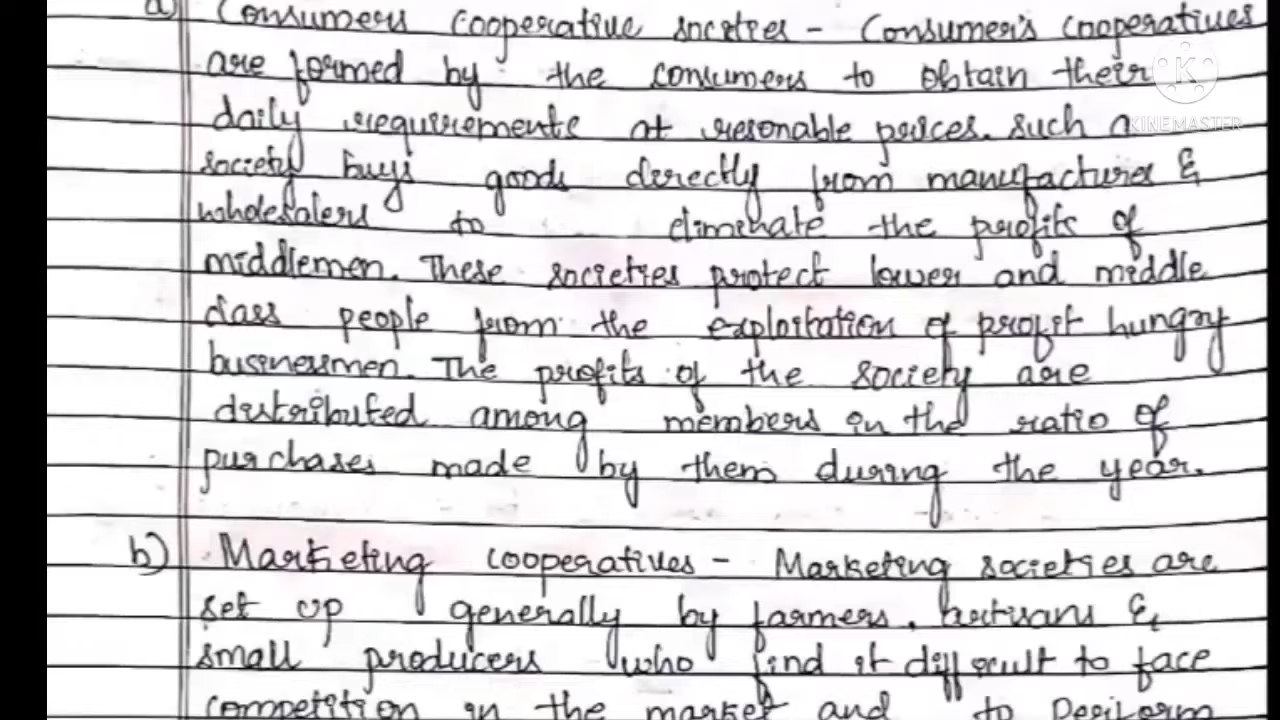 a) Consumers cooperative societies - Consumer's cooperatives
are formed by the consumers to obtain their
daily requirements at resonable prices. Such a
society buys goods directly from manufactures &
wholesalers to eliminate the profits of
middlemen. These societies protect lower and middle
class people from the exploitation of profit hungry
businessmen. The profits of the society are
distributed among members in the ratio of
purchases made by them during the year.
b) Marketing cooperatives - Marketing societies are
set up generally by farmers, artisans &
small producers who find it difficult to face
competition in the market and to perform
KINEMASTER